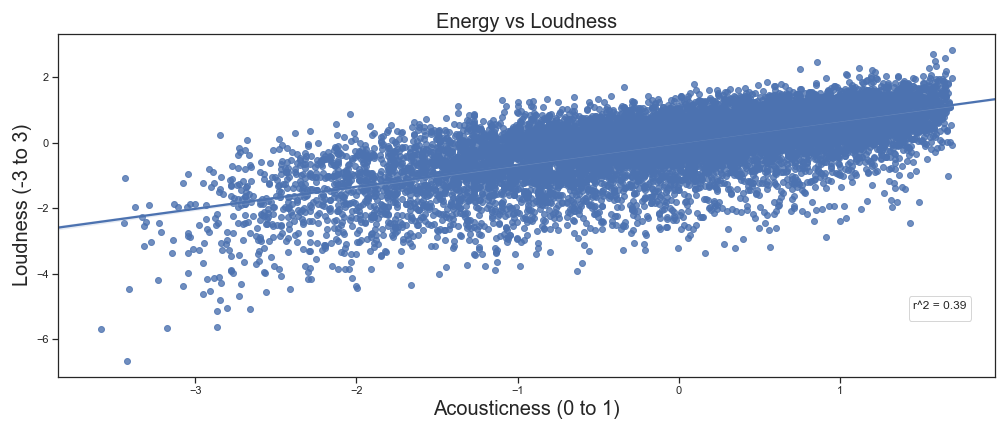 Energy vs Loudness
Loudness (-3 to 3)
2
0
−2
−4
−6
r^2 = 0.39
−3
−2
−1
0
1
Acousticness (0 to 1)